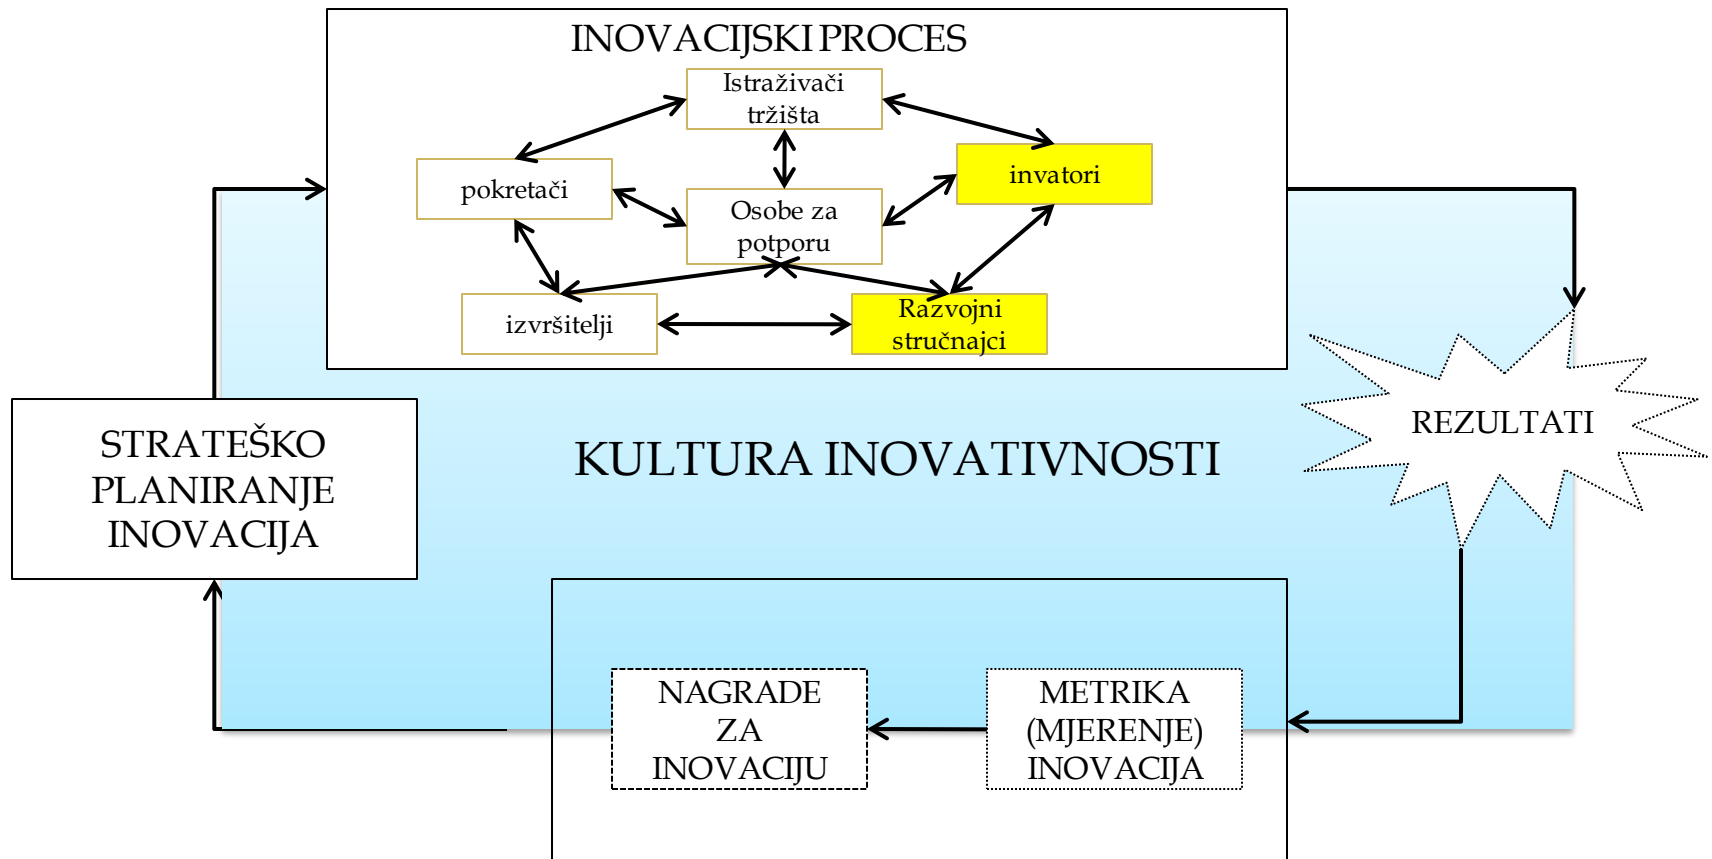 INOVACIJSKI PROCES
Istraživači
tržišta
pokretači
invatori
Osobe za
potporu
izvršitelji
Razvojni
stručnajci
STRATEŠKO
PLANIRANJE
INOVACIJA
KULTURA INOVATIVNOSTI
REZULTATI
NAGRADE
ZA
INOVACIJU
METRIKA
(MJERENJE)
INOVACIJA